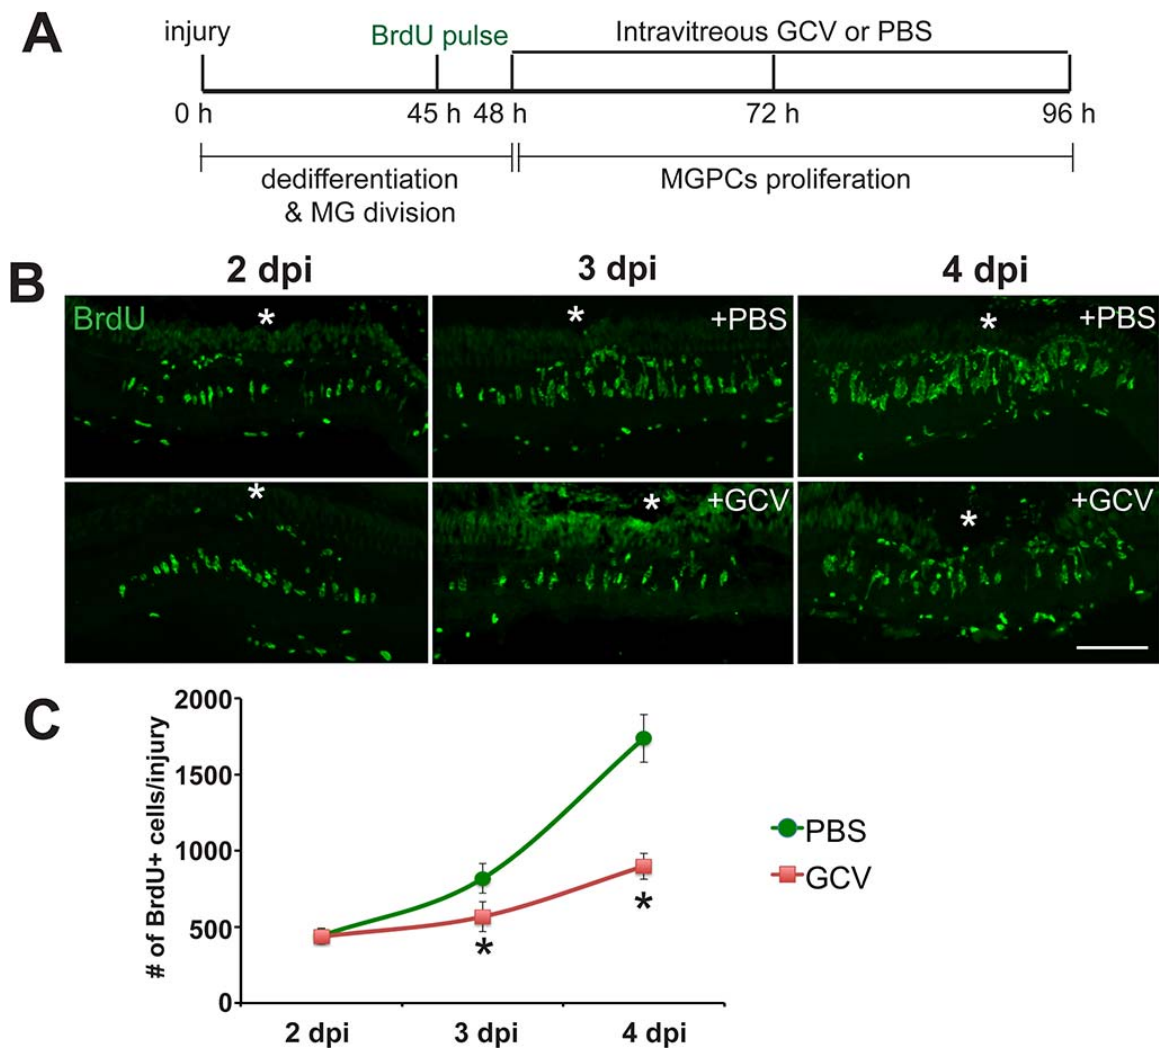 A
injury
BrdU pulse
Intravitreous GCV or PBS
0 h
45 h
48 h
72 h
96 h
dedifferentiation
& MG division
MGPCs proliferation
B
2 dpi
3 dpi
4 dpi
BrdU
*
*
+PBS
*
+PBS
*
*
+GCV
*
+GCV
C
# of BrdU+ cells/injury
2000
1500
1000
500
0
*
*
2 dpi
3 dpi
4 dpi
PBS
GCV